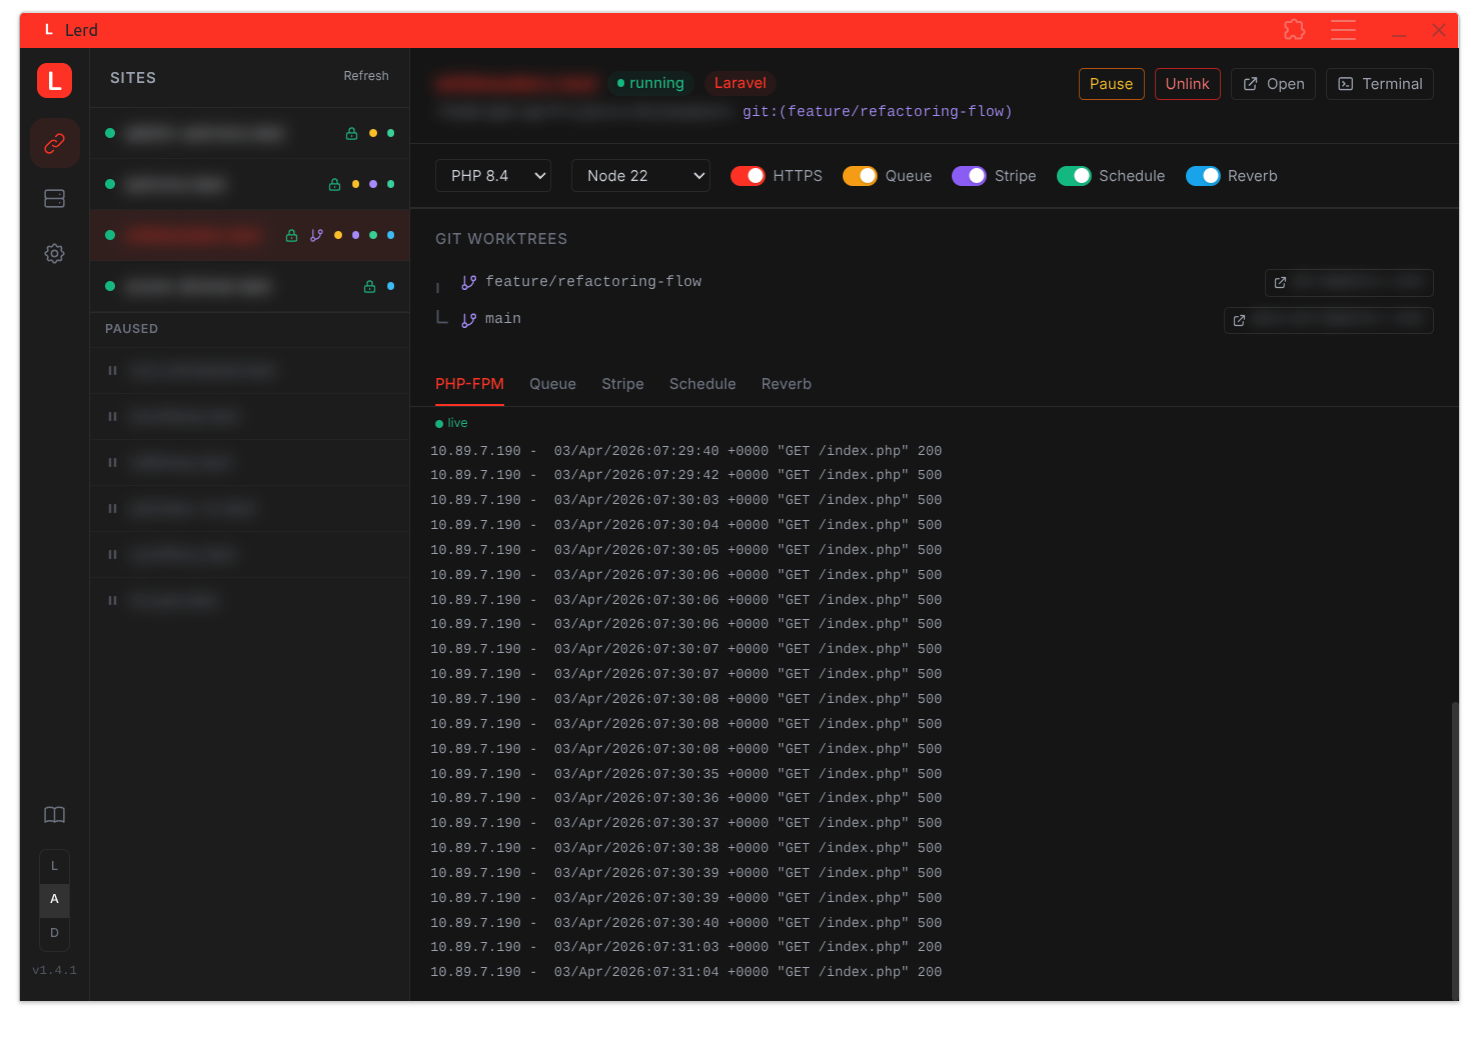 L Lerd
L
SITES Refresh
PAUSED
L
A
D
v1.4.1
running Laravel Pause Unlink Open Terminal
git:(feature/refactoring-flow)
PHP 8.4 Node 22 HTTPS Queue Stripe Schedule Reverb
GIT WORKTREES
feature/refactoring-flow
main
PHP-FPM Queue Stripe Schedule Reverb
live
10.89.7.190 - 03/Apr/2026:07:29:40 +0000 "GET /index.php" 200
10.89.7.190 - 03/Apr/2026:07:29:42 +0000 "GET /index.php" 500
10.89.7.190 - 03/Apr/2026:07:30:03 +0000 "GET /index.php" 500
10.89.7.190 - 03/Apr/2026:07:30:04 +0000 "GET /index.php" 500
10.89.7.190 - 03/Apr/2026:07:30:05 +0000 "GET /index.php" 500
10.89.7.190 - 03/Apr/2026:07:30:06 +0000 "GET /index.php" 500
10.89.7.190 - 03/Apr/2026:07:30:06 +0000 "GET /index.php" 500
10.89.7.190 - 03/Apr/2026:07:30:06 +0000 "GET /index.php" 500
10.89.7.190 - 03/Apr/2026:07:30:07 +0000 "GET /index.php" 500
10.89.7.190 - 03/Apr/2026:07:30:07 +0000 "GET /index.php" 500
10.89.7.190 - 03/Apr/2026:07:30:08 +0000 "GET /index.php" 500
10.89.7.190 - 03/Apr/2026:07:30:08 +0000 "GET /index.php" 500
10.89.7.190 - 03/Apr/2026:07:30:08 +0000 "GET /index.php" 500
10.89.7.190 - 03/Apr/2026:07:30:35 +0000 "GET /index.php" 500
10.89.7.190 - 03/Apr/2026:07:30:36 +0000 "GET /index.php" 500
10.89.7.190 - 03/Apr/2026:07:30:37 +0000 "GET /index.php" 500
10.89.7.190 - 03/Apr/2026:07:30:38 +0000 "GET /index.php" 500
10.89.7.190 - 03/Apr/2026:07:30:39 +0000 "GET /index.php" 500
10.89.7.190 - 03/Apr/2026:07:30:39 +0000 "GET /index.php" 500
10.89.7.190 - 03/Apr/2026:07:30:40 +0000 "GET /index.php" 500
10.89.7.190 - 03/Apr/2026:07:31:03 +0000 "GET /index.php" 200
10.89.7.190 - 03/Apr/2026:07:31:04 +0000 "GET /index.php" 200